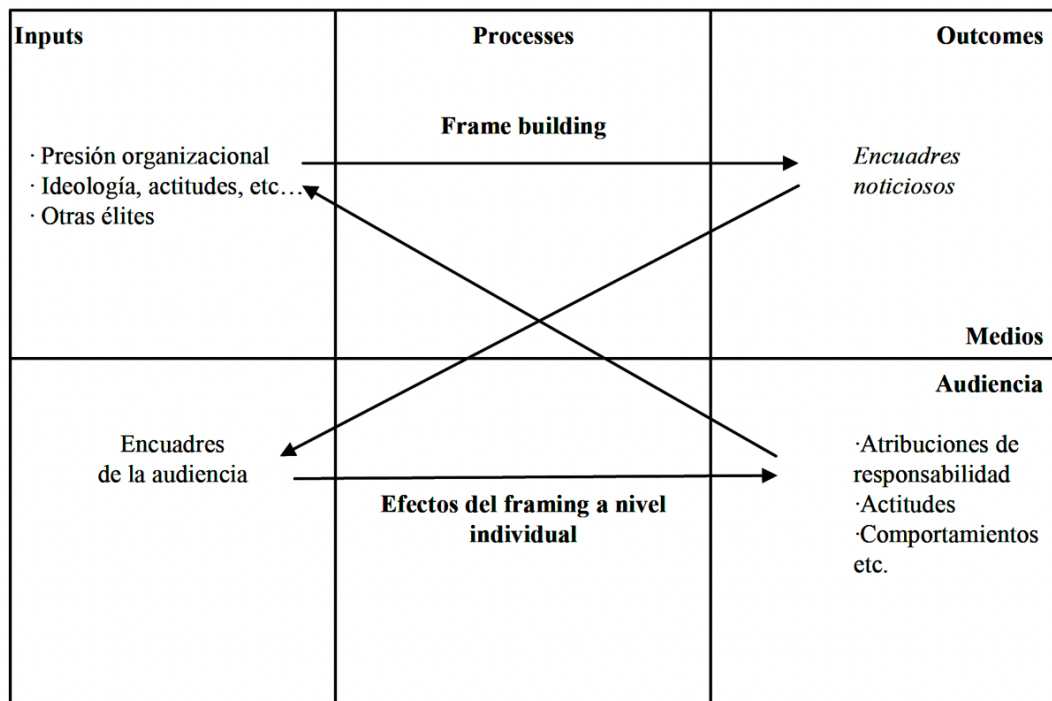 Inputs
Processes
Outcomes
Frame building
· Presión organizacional
· Ideología, actitudes, etc…
· Otras élites
Encuadres
noticiosos
Medios
Audiencia
Encuadres
de la audiencia
Efectos del framing a nivel
individual
·Atribuciones de
responsabilidad
·Actitudes
·Comportamientos
etc.